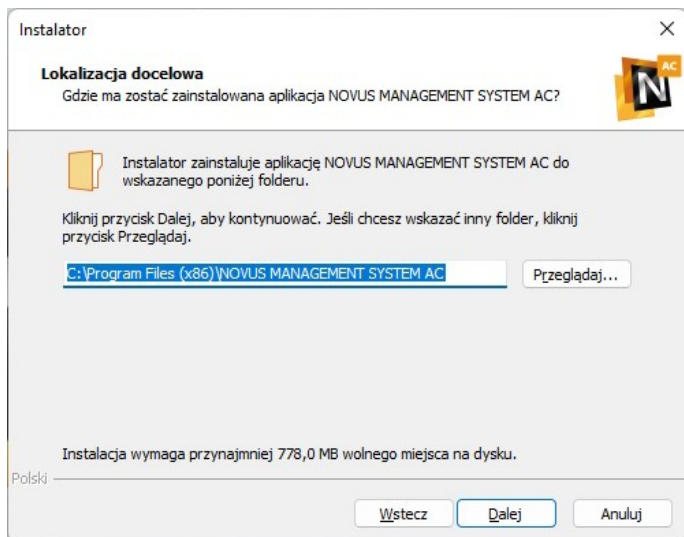 Instalator
Lokalizacja docelowa
Gdzie ma zostać zainstalowana aplikacja NOVUS MANAGEMENT SYSTEM AC?
AC
N
Instalator zainstaluje aplikację NOVUS MANAGEMENT SYSTEM AC do
wskazanego poniżej folderu.
Kliknij przycisk Dalej, aby kontynuować. Jeśli chcesz wskazać inny folder, kliknij
przycisk Przeglądaj.
C:\Program Files (x86)\NOVUS MANAGEMENT SYSTEM AC
Przeglądaj...
Instalacja wymaga przynajmniej 778,0 MB wolnego miejsca na dysku.
Polski
Wstecz
Dalej
Anuluj